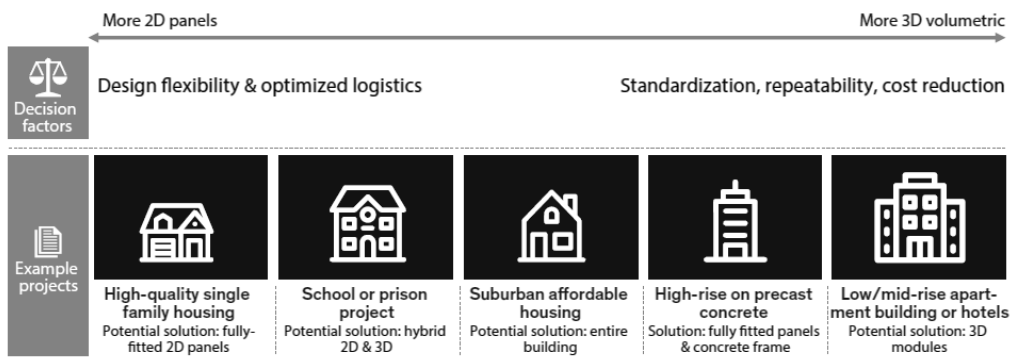 More 2D panels
More 3D volumetric
Decision
factors
Design flexibility & optimized logistics
Standardization, repeatability, cost reduction
Example
projects
High-quality single
family housing
Potential solution: fully-
fitted 2D panels
School or prison
project
Potential solution: hybrid
2D & 3D
Suburban affordable
housing
Potential solution: entire
building
High-rise on precast
concrete
Solution: fully fitted panels
& concrete frame
Low/mid-rise apart-
ment building or hotels
Potential solution: 3D
modules